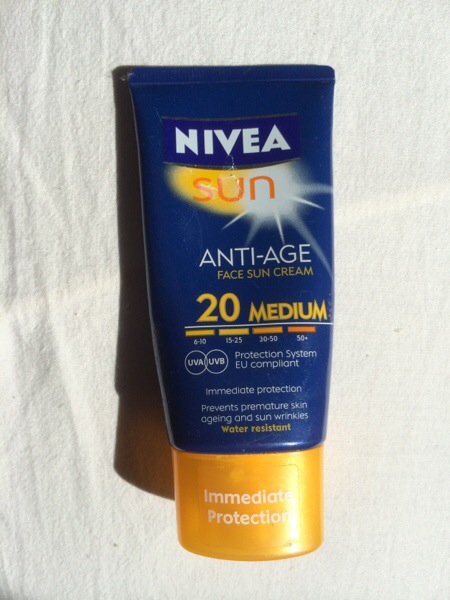 NIVEA
sun
ANTI-AGE
FACE SUN CREAM
20 MEDIUM
6-10 15-25 30-50 50+
UVA UVB Protection System
EU compliant
Immediate protection
Prevents premature skin
ageing and sun wrinkles
Water resistant
Immediate
Protection